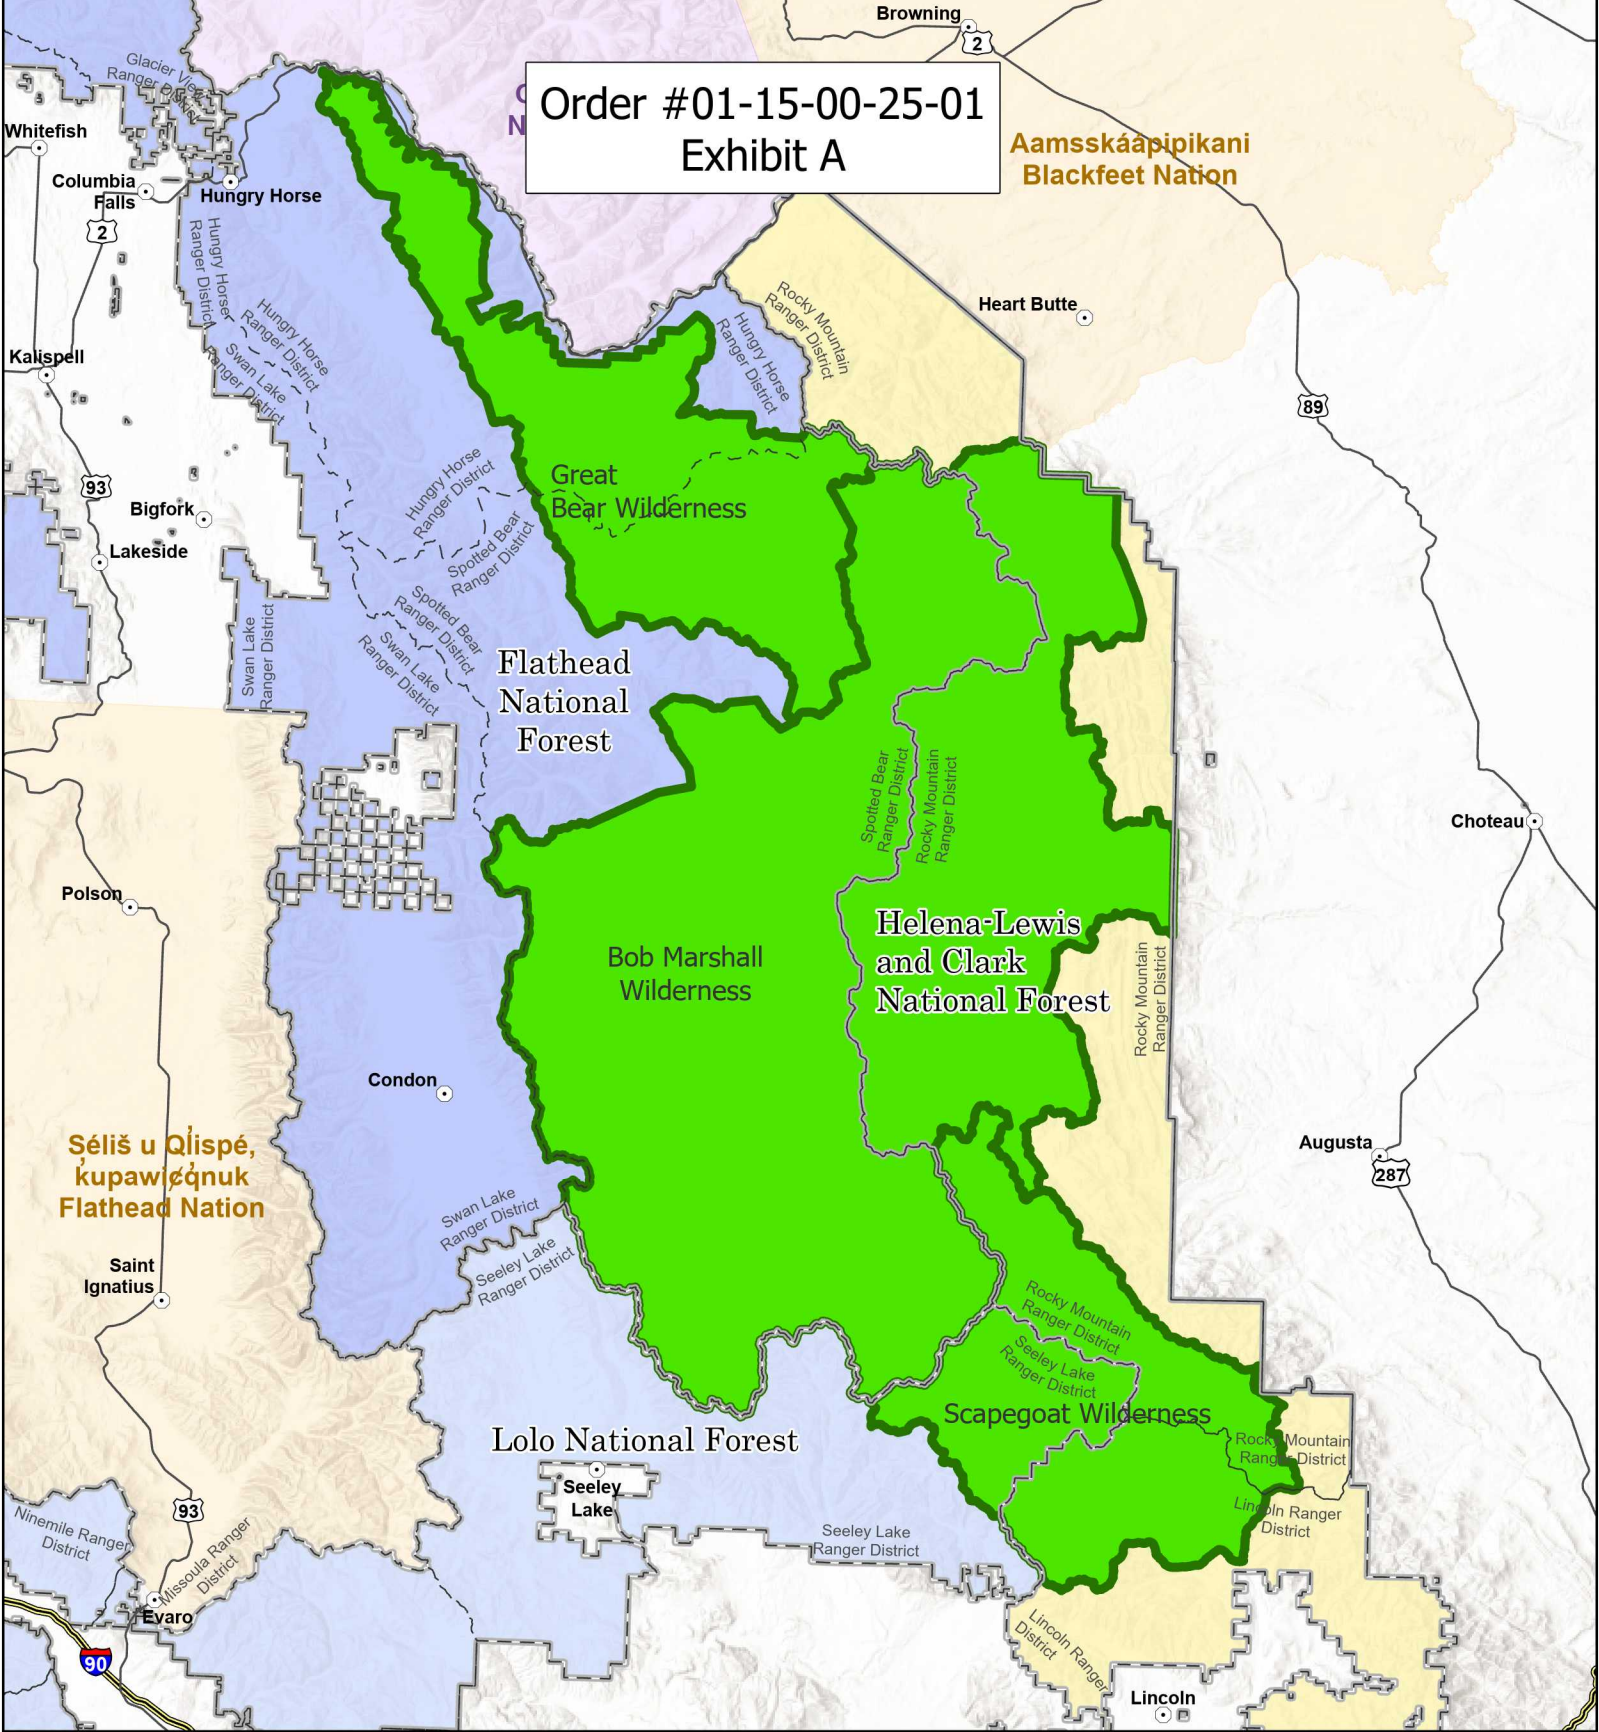 Browning
2
Order #01-15-00-25-01
Exhibit A
Glacier View
Ranger District
Whitefish
Columbia
Falls
Hungry Horse
2
Aamsskáápipikani
Blackfeet Nation
Heart Butte
Hungry Horse
Ranger District
Hungry Horse
Ranger District
Swan Lake
Ranger District
Rocky Mountain
Ranger District
Hungry Horse
Ranger District
Kalispell
89
93
Bigfork
Lakeside
Hungry Horse
Ranger District
Spotted Bear
Ranger District
Great
Bear Wilderness
Spotted Bear
Ranger District
Swan Lake
Ranger District
Swan Lake
Ranger District
Flathead
National
Forest
Spotted Bear
Ranger District
Rocky Mountain
Ranger District
Choteau
Polson
Helena-Lewis
and Clark
National Forest
Bob Marshall
Wilderness
Rocky Mountain
Ranger District
Condon
Augusta
287
Flathead Nation
Swan Lake
Ranger District
Seeley Lake
Ranger District
Saint
Ignatius
Rocky Mountain
Ranger District
Seeley Lake
Ranger District
Scapegoat Wilderness
Rocky Mountain
Ranger District
Lolo National Forest
Seeley
Lake
93
Lincoln Ranger
District
Seeley Lake
Ranger District
Ninemile Ranger
District
Missoula Ranger
District
Evaro
90
Lincoln Ranger
District
Lincoln